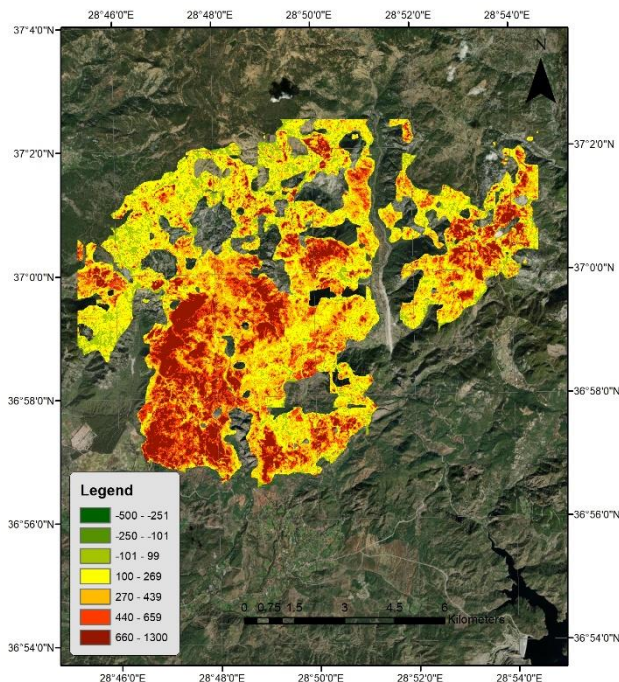 28°46'0"E 28°48'0"E 28°50'0"E 28°52'0"E 28°54'0"E
37°4'0"N
N
37°2'0"N 37°2'0"N
37°0'0"N 37°0'0"N
36°58'0"N 36°58'0"N
36°56'0"N 36°56'0"N
36°54'0"N 36°54'0"N
Legend
-500 - -251
-250 - -101
-101 - 99
100 - 269
270 - 439
440 - 659
660 - 1300
0 0.75 1.5 3 4.5 6
Kilometers
28°46'0"E 28°48'0"E 28°50'0"E 28°52'0"E 28°54'0"E